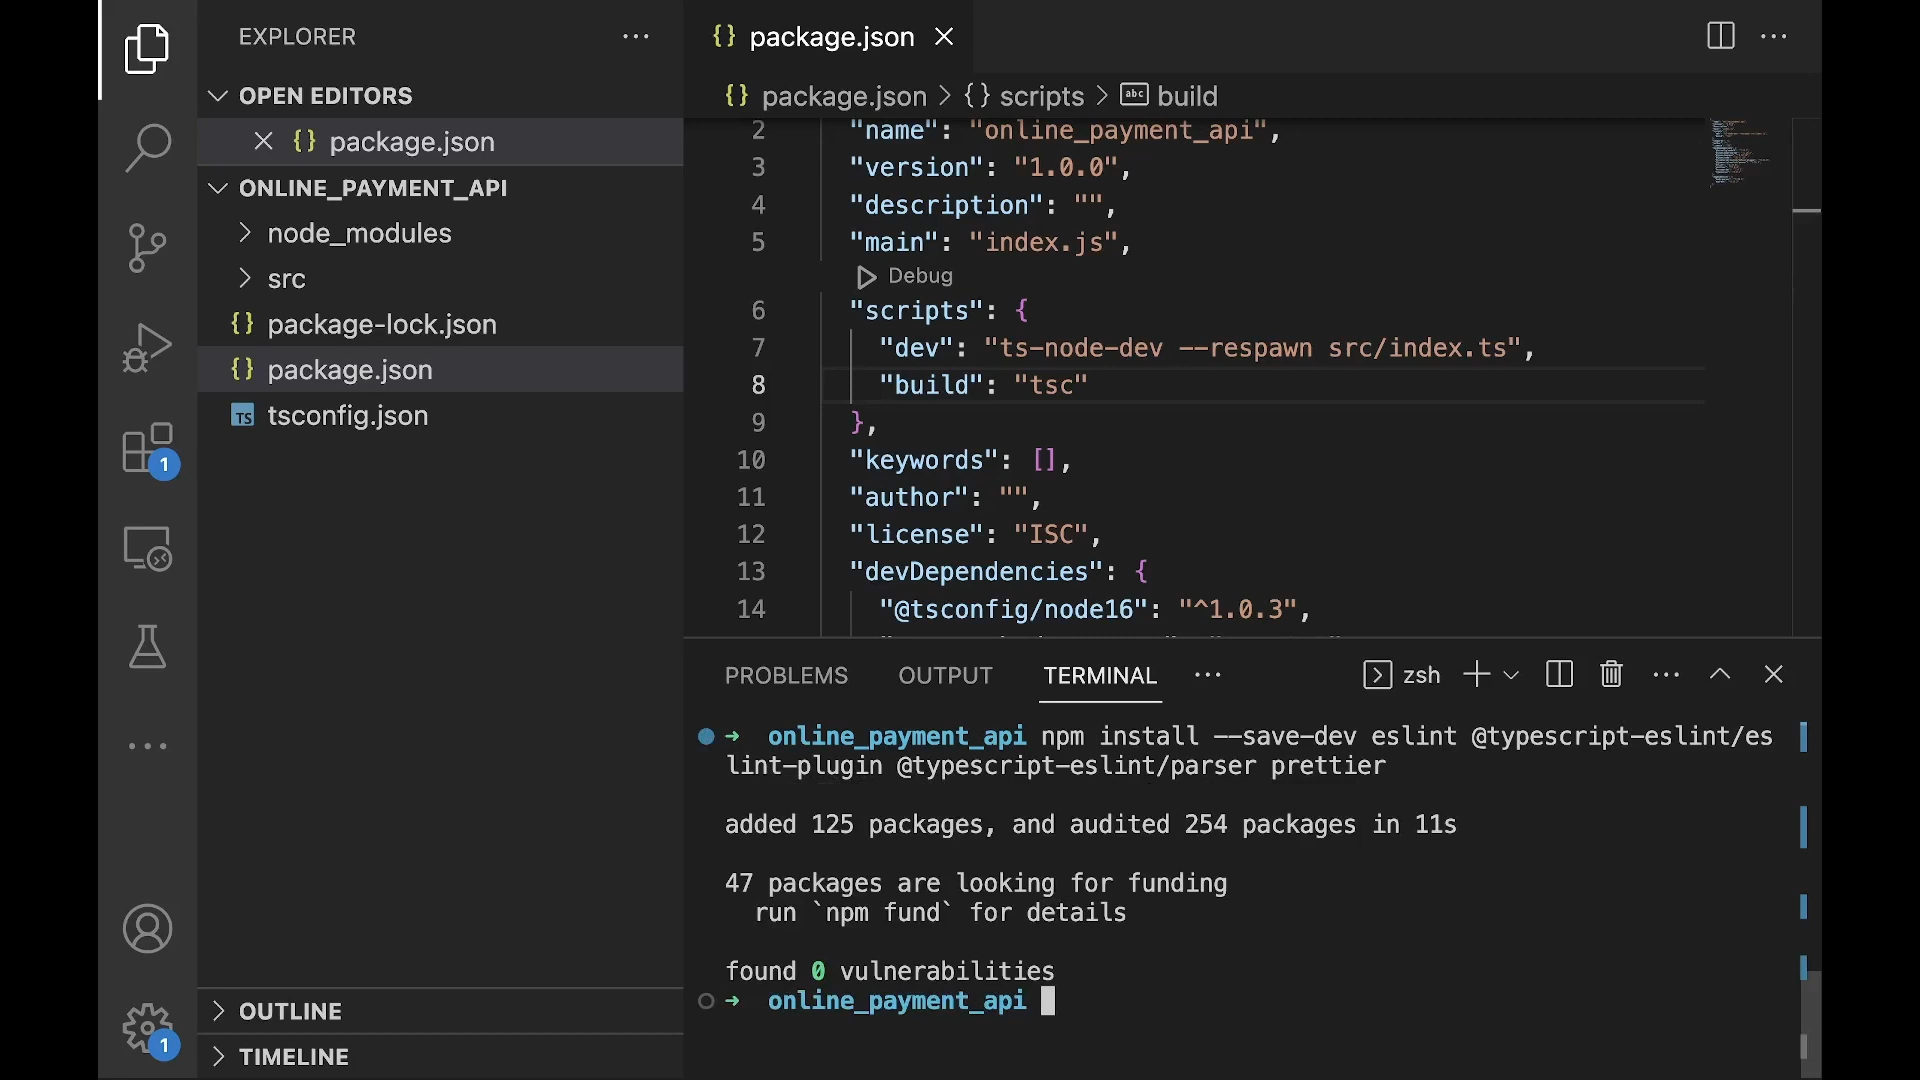 EXPLORER
OPEN EDITORS
{} package.json
ONLINE_PAYMENT_API
node_modules
src
{} package-lock.json
{} package.json
TS tsconfig.json
OUTLINE
TIMELINE
1
1
{} package.json
{} package.json > {} scripts > abc build
2 "name": "online_payment_api",
3 "version": "1.0.0",
4 "description": "",
5 "main": "index.js",
Debug
6 "scripts": {
7 "dev": "ts-node-dev --respawn src/index.ts",
8 "build": "tsc"
9 },
10 "keywords": [],
11 "author": "",
12 "license": "ISC",
13 "devDependencies": {
14 "@tsconfig/node16": "^1.0.3",
PROBLEMS OUTPUT TERMINAL ··· zsh
➜ online_payment_api npm install --save-dev eslint @typescript-eslint/es
lint-plugin @typescript-eslint/parser prettier
added 125 packages, and audited 254 packages in 11s
47 packages are looking for funding
run `npm fund` for details
found 0 vulnerabilities
➜ online_payment_api